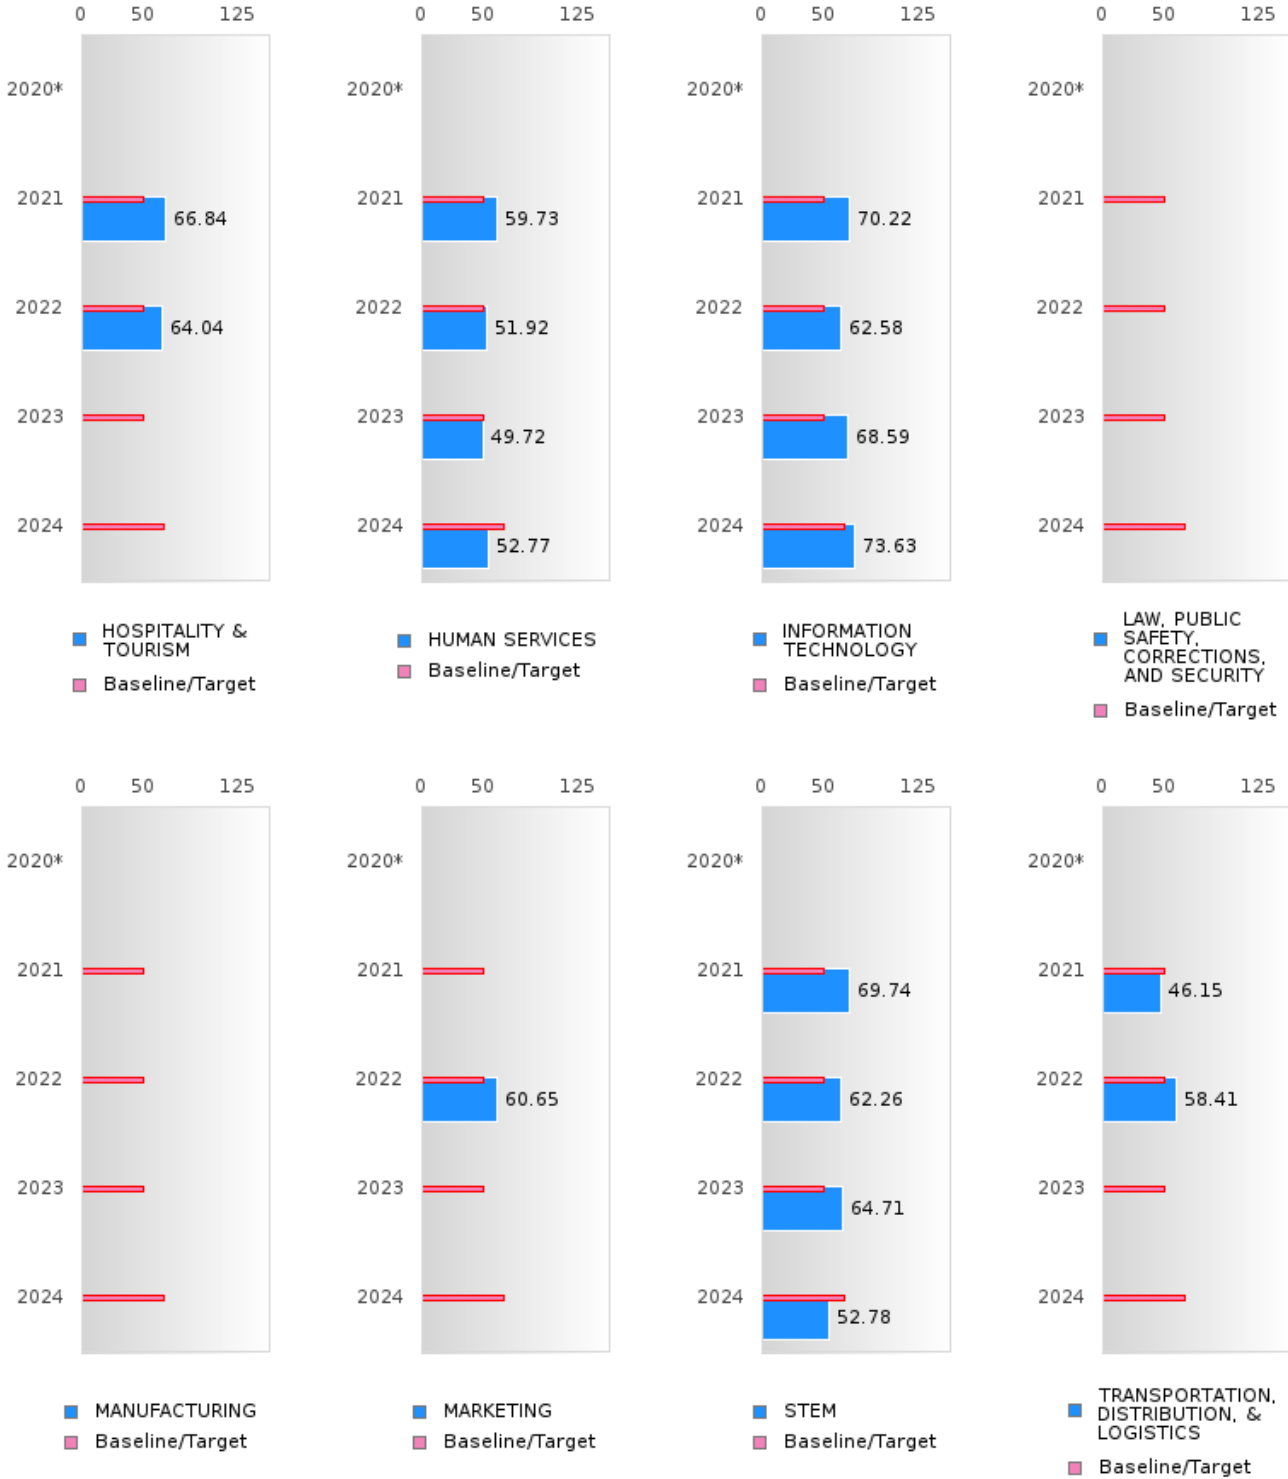 0 50 125
2020*
2021 66.84
2022 64.04
2023
2024
HOSPITALITY &
TOURISM
Baseline/Target
0 50 125
2020*
2021 59.73
2022 51.92
2023 49.72
2024 52.77
HUMAN SERVICES
Baseline/Target
0 50 125
2020*
2021 70.22
2022 62.58
2023 68.59
2024 73.63
INFORMATION
TECHNOLOGY
Baseline/Target
0 50 125
2020*
2021
2022
2023
2024
LAW, PUBLIC
SAFETY,
CORRECTIONS,
AND SECURITY
Baseline/Target
0 50 125
2020*
2021
2022
2023
2024
MANUFACTURING
Baseline/Target
0 50 125
2020*
2021
2022 60.65
2023
2024
MARKETING
Baseline/Target
0 50 125
2020*
2021 69.74
2022 62.26
2023 64.71
2024 52.78
STEM
Baseline/Target
0 50 125
2020*
2021 46.15
2022 58.41
2023
2024
TRANSPORTATION,
DISTRIBUTION, &
LOGISTICS
Baseline/Target